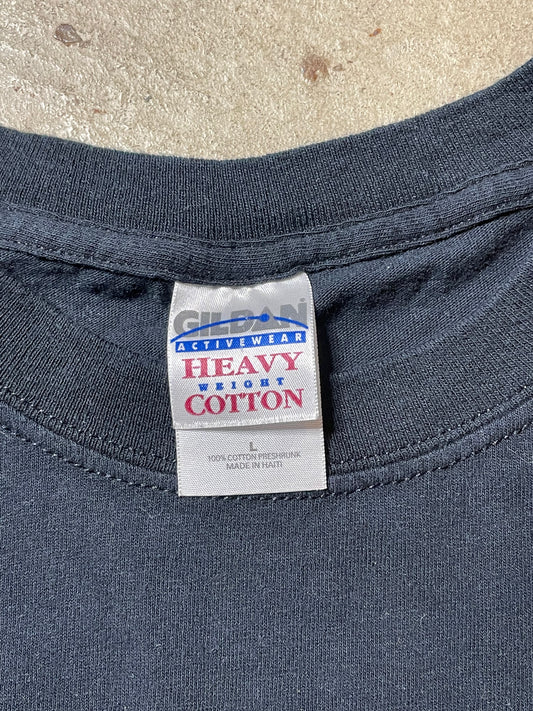 GILDAN
ACTIVEWEAR
HEAVY
WEIGHT
COTTON
L
100% COTTON PRESHRUNK
MADE IN HAITI